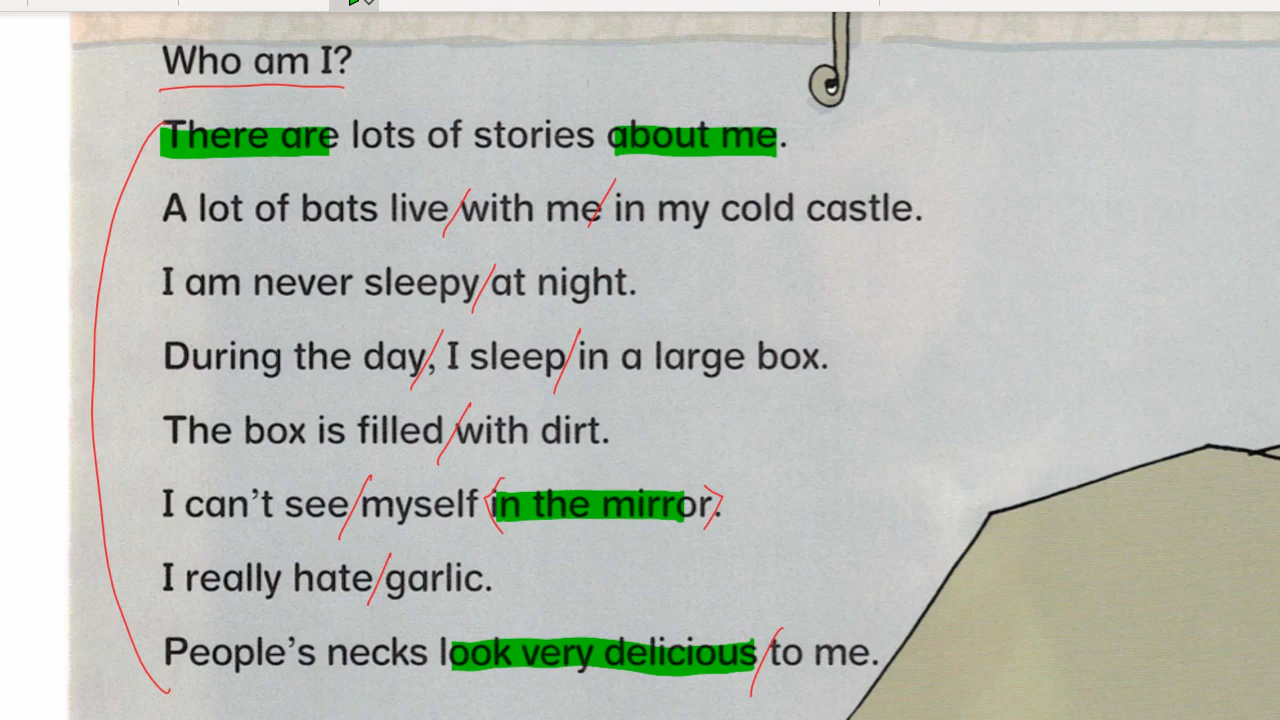 Who am I?
There are lots of stories about me.
A lot of bats live with me in my cold castle.
I am never sleepy at night.
During the day, I sleep in a large box.
The box is filled with dirt.
I can't see myself in the mirror.
I really hate garlic.
People's necks look very delicious to me.